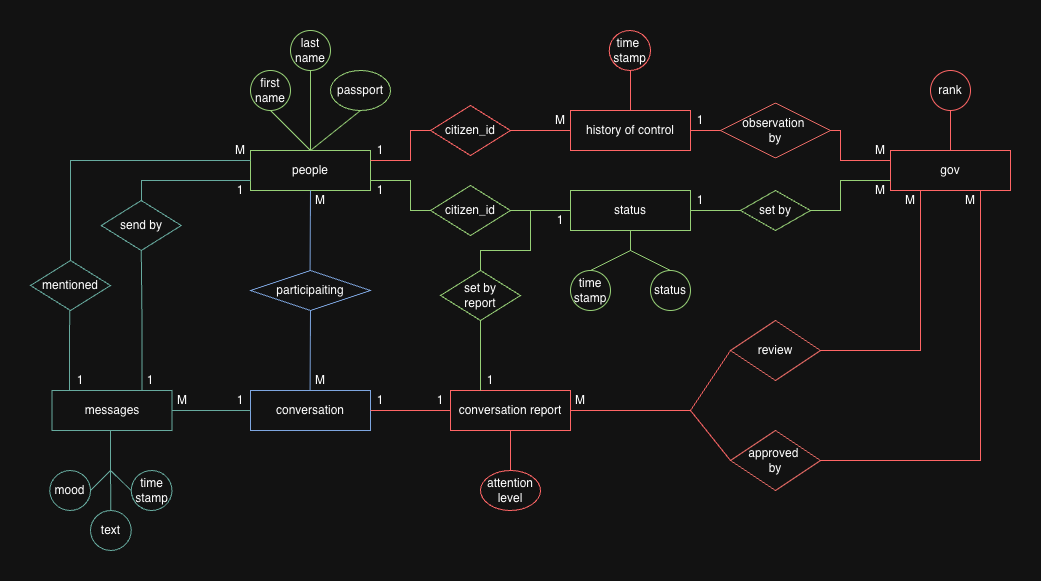 last
name
time
stamp
first
name
passport
rank
M
1
citizen_id
M
history of control
1
observation
by
M
people
gov
1
1
M
citizen_id
1
status
1
set by
M
M
M
send by
mentioned
participaiting
set by
report
time
stamp
status
review
1
1
M
1
messages
M
1
conversation
1
1
conversation report
M
approved
by
mood
time
stamp
text
attention
level